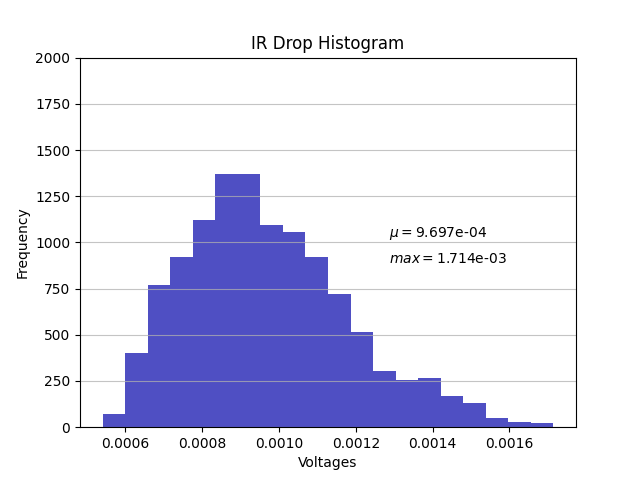 IR Drop Histogram
2000
1750
1500
1250
1000
750
500
250
0
Frequency
μ = 9.697e-04
max = 1.714e-03
0.0006 0.0008 0.0010 0.0012 0.0014 0.0016
Voltages